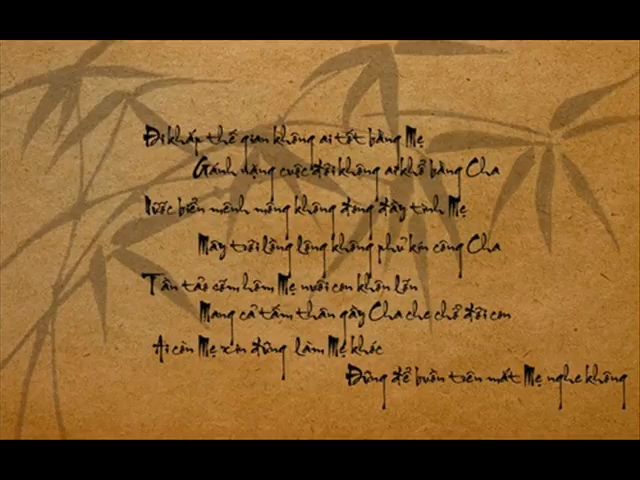 Đi khắp thế gian không ai tốt bằng Mẹ
Gánh nặng cuộc đời không ai khổ bằng Cha
Nước biển mênh mông không đong đầy tình Mẹ
Mây trời lồng lộng không phủ kín công Cha
Tần tảo sớm hôm Mẹ nuôi con khôn lớn
Mang cả tấm thân gầy Cha che chở đời con
Ai còn Mẹ xin đừng làm Mẹ khóc
Đừng để buồn trên mắt Mẹ nghe không